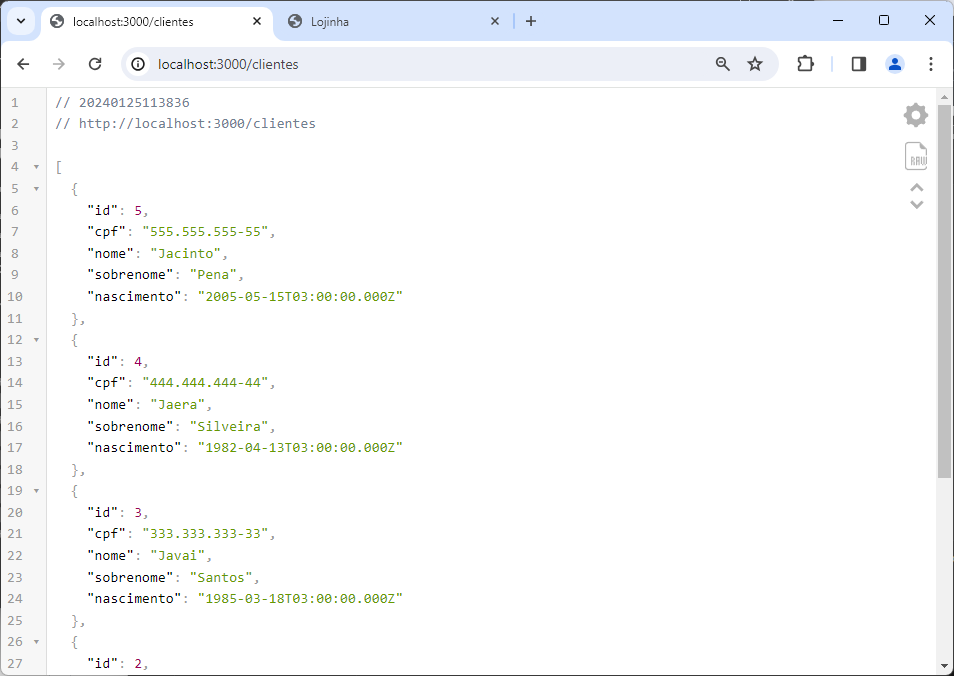 localhost:3000/clientes
Lojinha
localhost:3000/clientes
1 // 20240125113836
2 // http://localhost:3000/clientes
3
4 [
5 {
6 "id": 5,
7 "cpf": "555.555.555-55",
8 "nome": "Jacinto",
9 "sobrenome": "Pena",
10 "nascimento": "2005-05-15T03:00:00.000Z"
11 },
12 {
13 "id": 4,
14 "cpf": "444.444.444-44",
15 "nome": "Jaera",
16 "sobrenome": "Silveira",
17 "nascimento": "1982-04-13T03:00:00.000Z"
18 },
19 {
20 "id": 3,
21 "cpf": "333.333.333-33",
22 "nome": "Javai",
23 "sobrenome": "Santos",
24 "nascimento": "1985-03-18T03:00:00.000Z"
25 },
26 {
27 "id": 2,
RAW